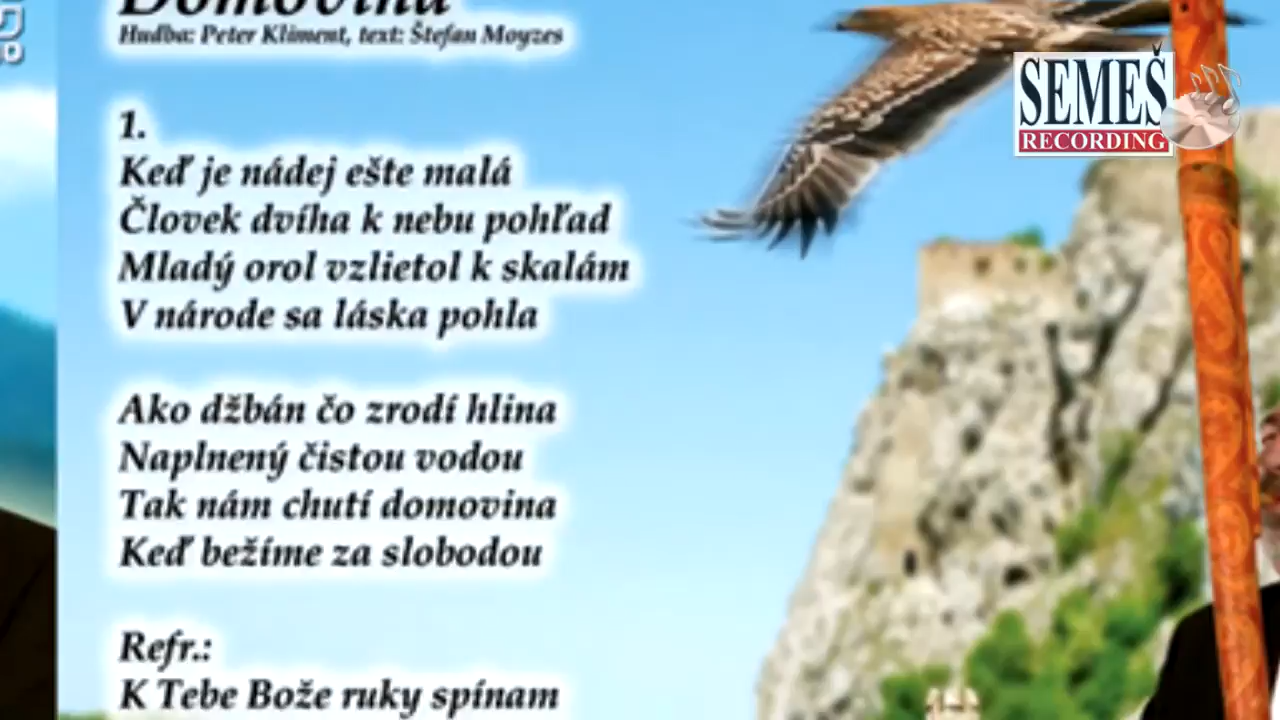 Domovina
Hudba: Peter Kliment, text: Štefan Moyzes
1.
Keď je nádej ešte malá
Človek dvíha k nebu pohľad
Mladý orol vzlietol k skalám
V národe sa láska pohla
Ako džbán čo zrodí hlina
Naplnený čistou vodou
Tak nám chutí domovina
Keď bežíme za slobodou
Refr.:
K Tebe Bože ruky spínam
SEMEŠ
RECORDING